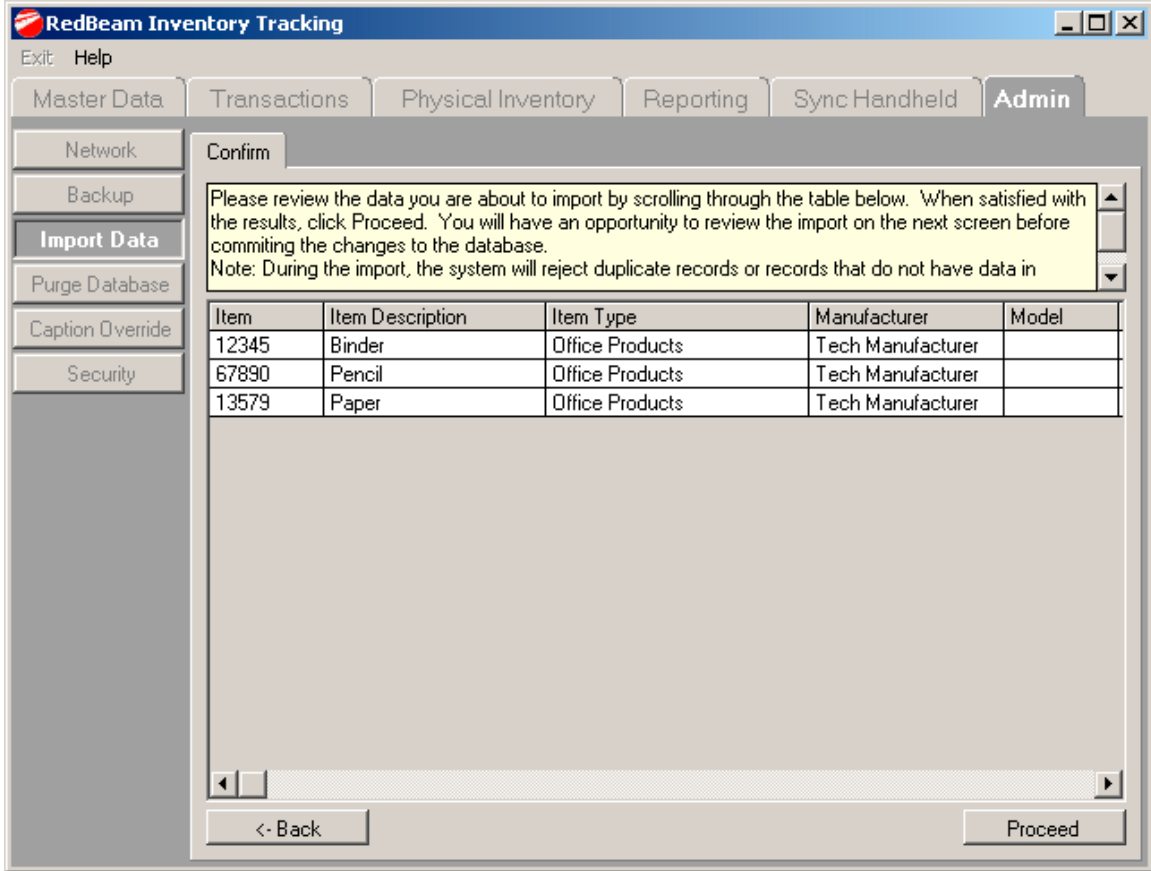 RedBeam Inventory Tracking
Exit Help
Master Data Transactions Physical Inventory Reporting Sync Handheld Admin
Network
Backup
Import Data
Purge Database
Caption Override
Security
Confirm
Please review the data you are about to import by scrolling through the table below. When satisfied with
the results, click Proceed. You will have an opportunity to review the import on the next screen before
commiting the changes to the database.
Note: During the import, the system will reject duplicate records or records that do not have data in
Item Item Description Item Type Manufacturer Model
12345 Binder Office Products Tech Manufacturer
67890 Pencil Office Products Tech Manufacturer
13579 Paper Office Products Tech Manufacturer
<- Back Proceed